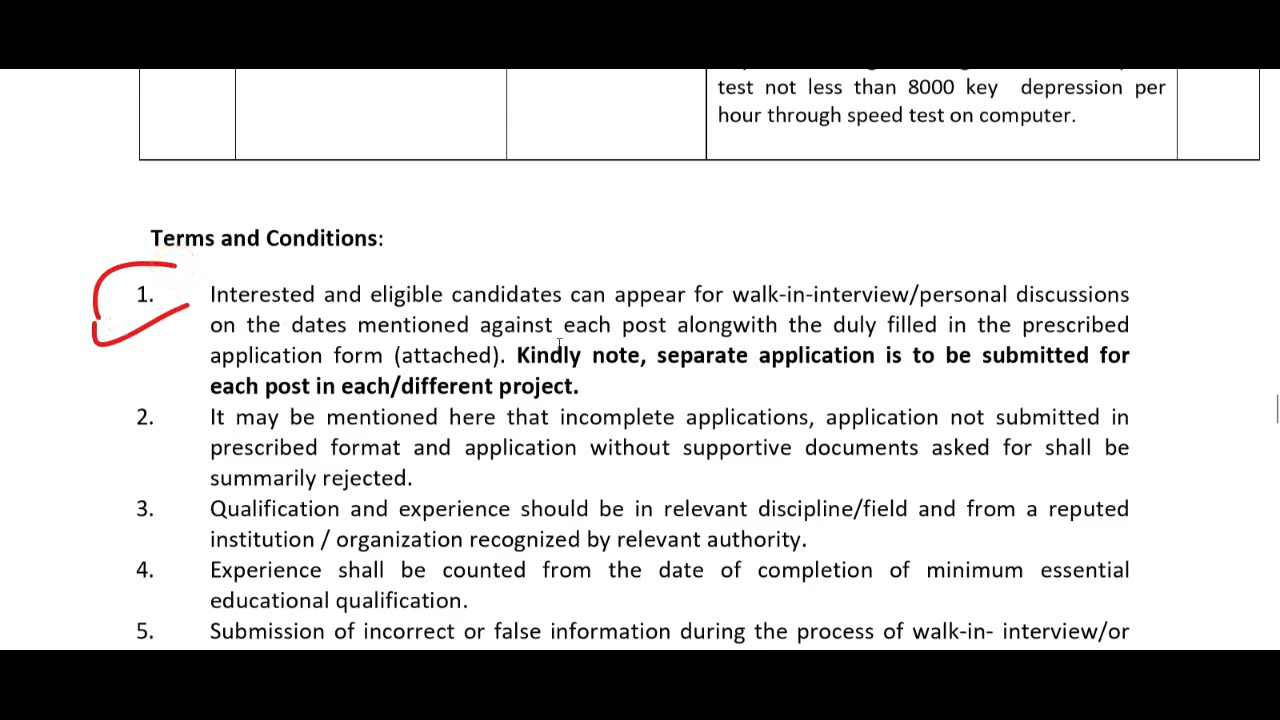 test not less than 8000 key depression per
hour through speed test on computer.
Terms and Conditions:
1. Interested and eligible candidates can appear for walk-in-interview/personal discussions
on the dates mentioned against each post alongwith the duly filled in the prescribed
application form (attached). Kindly note, separate application is to be submitted for
each post in each/different project.
2. It may be mentioned here that incomplete applications, application not submitted in
prescribed format and application without supportive documents asked for shall be
summarily rejected.
3. Qualification and experience should be in relevant discipline/field and from a reputed
institution / organization recognized by relevant authority.
4. Experience shall be counted from the date of completion of minimum essential
educational qualification.
5. Submission of incorrect or false information during the process of walk-in- interview/or